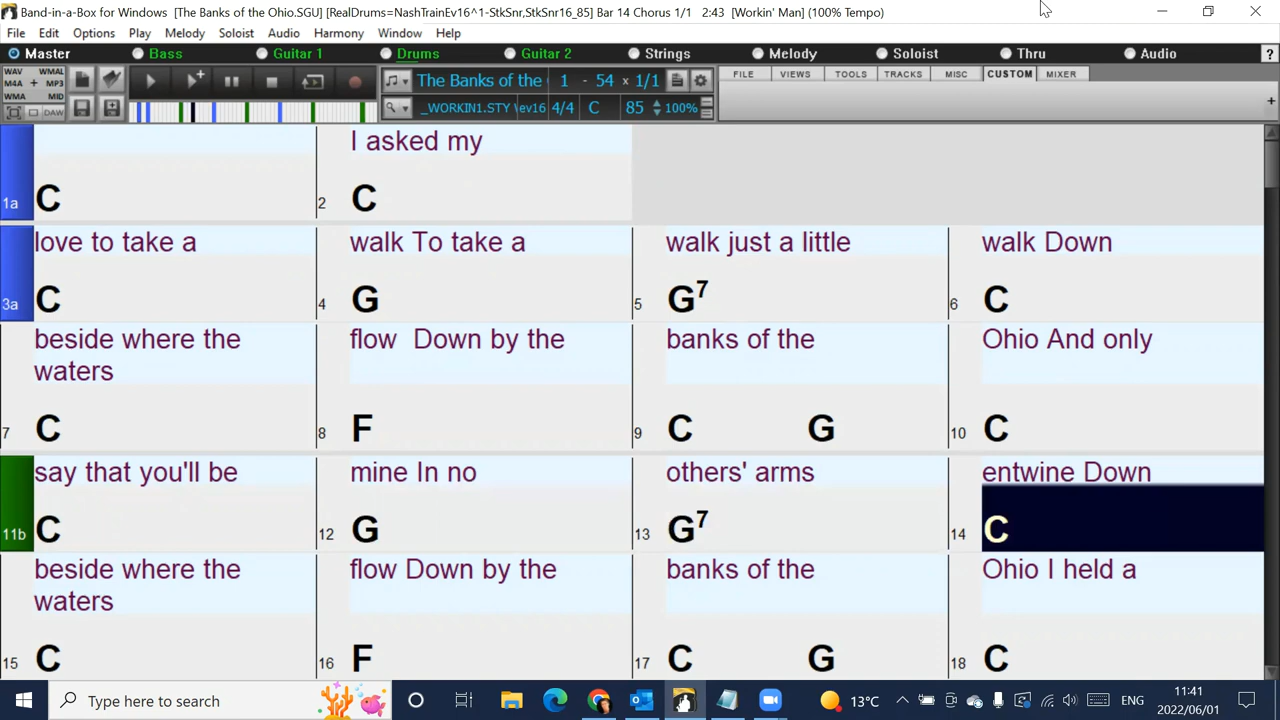 Band-in-a-Box for Windows [The Banks of the Ohio.SGU] [RealDrums=NashTrainEv16^1-StkSnr,StkSnr16_85] Bar 14 Chorus 1/1 2:43 [Workin' Man] (100% Tempo)
File Edit Options Play Melody Soloist Audio Harmony Window Help
Master Bass Guitar 1 Drums Guitar 2 Strings Melody Soloist Thru Audio ?
WAV WMAL
M4A + MP3
WMA MID
DAW
The Banks of the 1 - 54 x 1/1
_WORKIN1.STY \ ev16 4/4 C 85 100%
FILE VIEWS TOOLS TRACKS MISC CUSTOM MIXER
+
I asked my
1a C 2 C
love to take a walk To take a walk just a little walk Down
3a C 4 G 5 G7 6 C
beside where the waters flow Down by the banks of the Ohio And only
7 C 8 F 9 C G 10 C
say that you'll be mine In no others' arms entwine Down
11b C 12 G 13 G7 14 C
beside where the waters flow Down by the banks of the Ohio I held a
15 C 16 F 17 C G 18 C
Type here to search 13°C ENG 11:41
2022/06/01